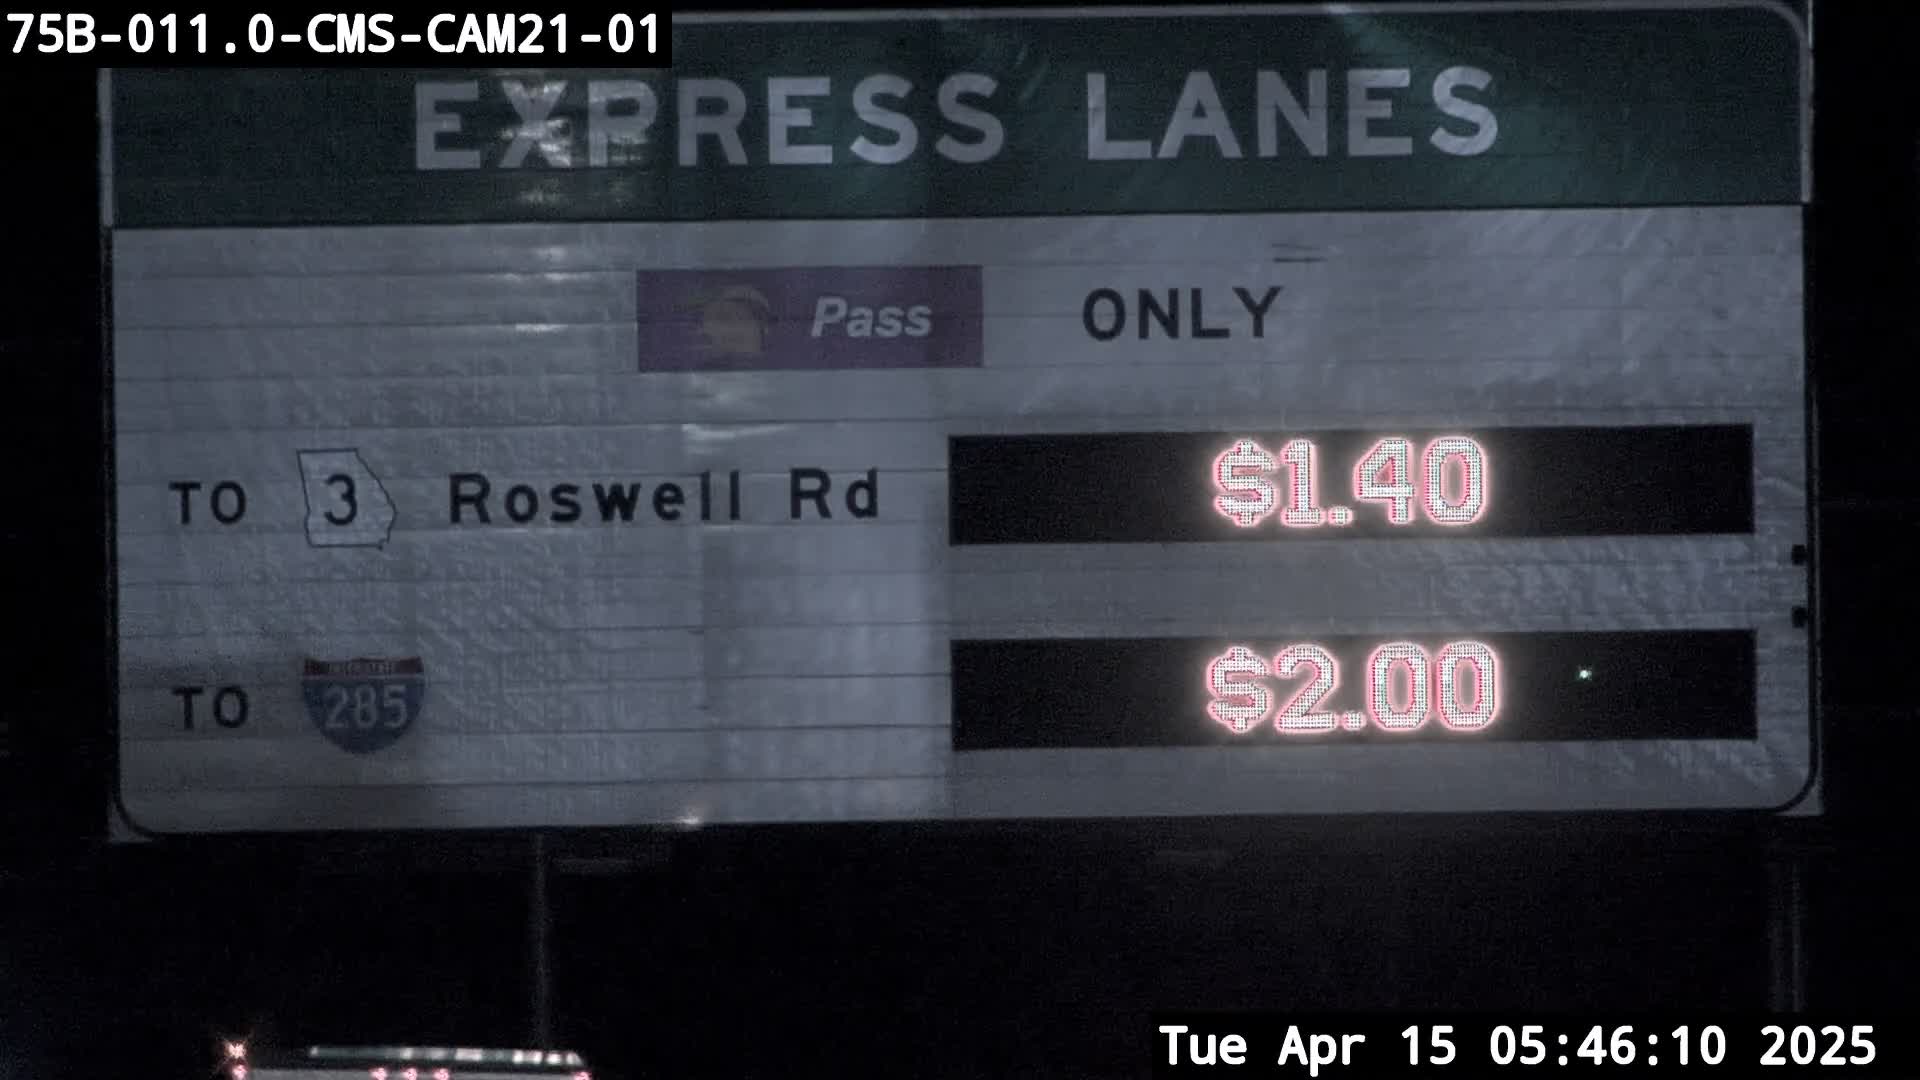 75B-011.0-CMS-CAM21-01
EXPRESS LANES
Pass ONLY
TO 3 Roswell Rd $1.40
INTERSTATE
TO 285 $2.00
Tue Apr 15 05:46:10 2025